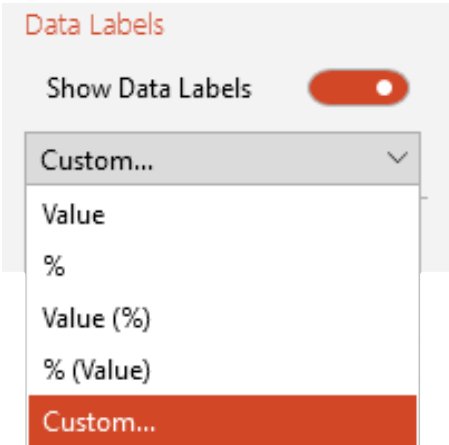 Data Labels
Show Data Labels
Custom...
Value
%
Value (%)
% (Value)
Custom...